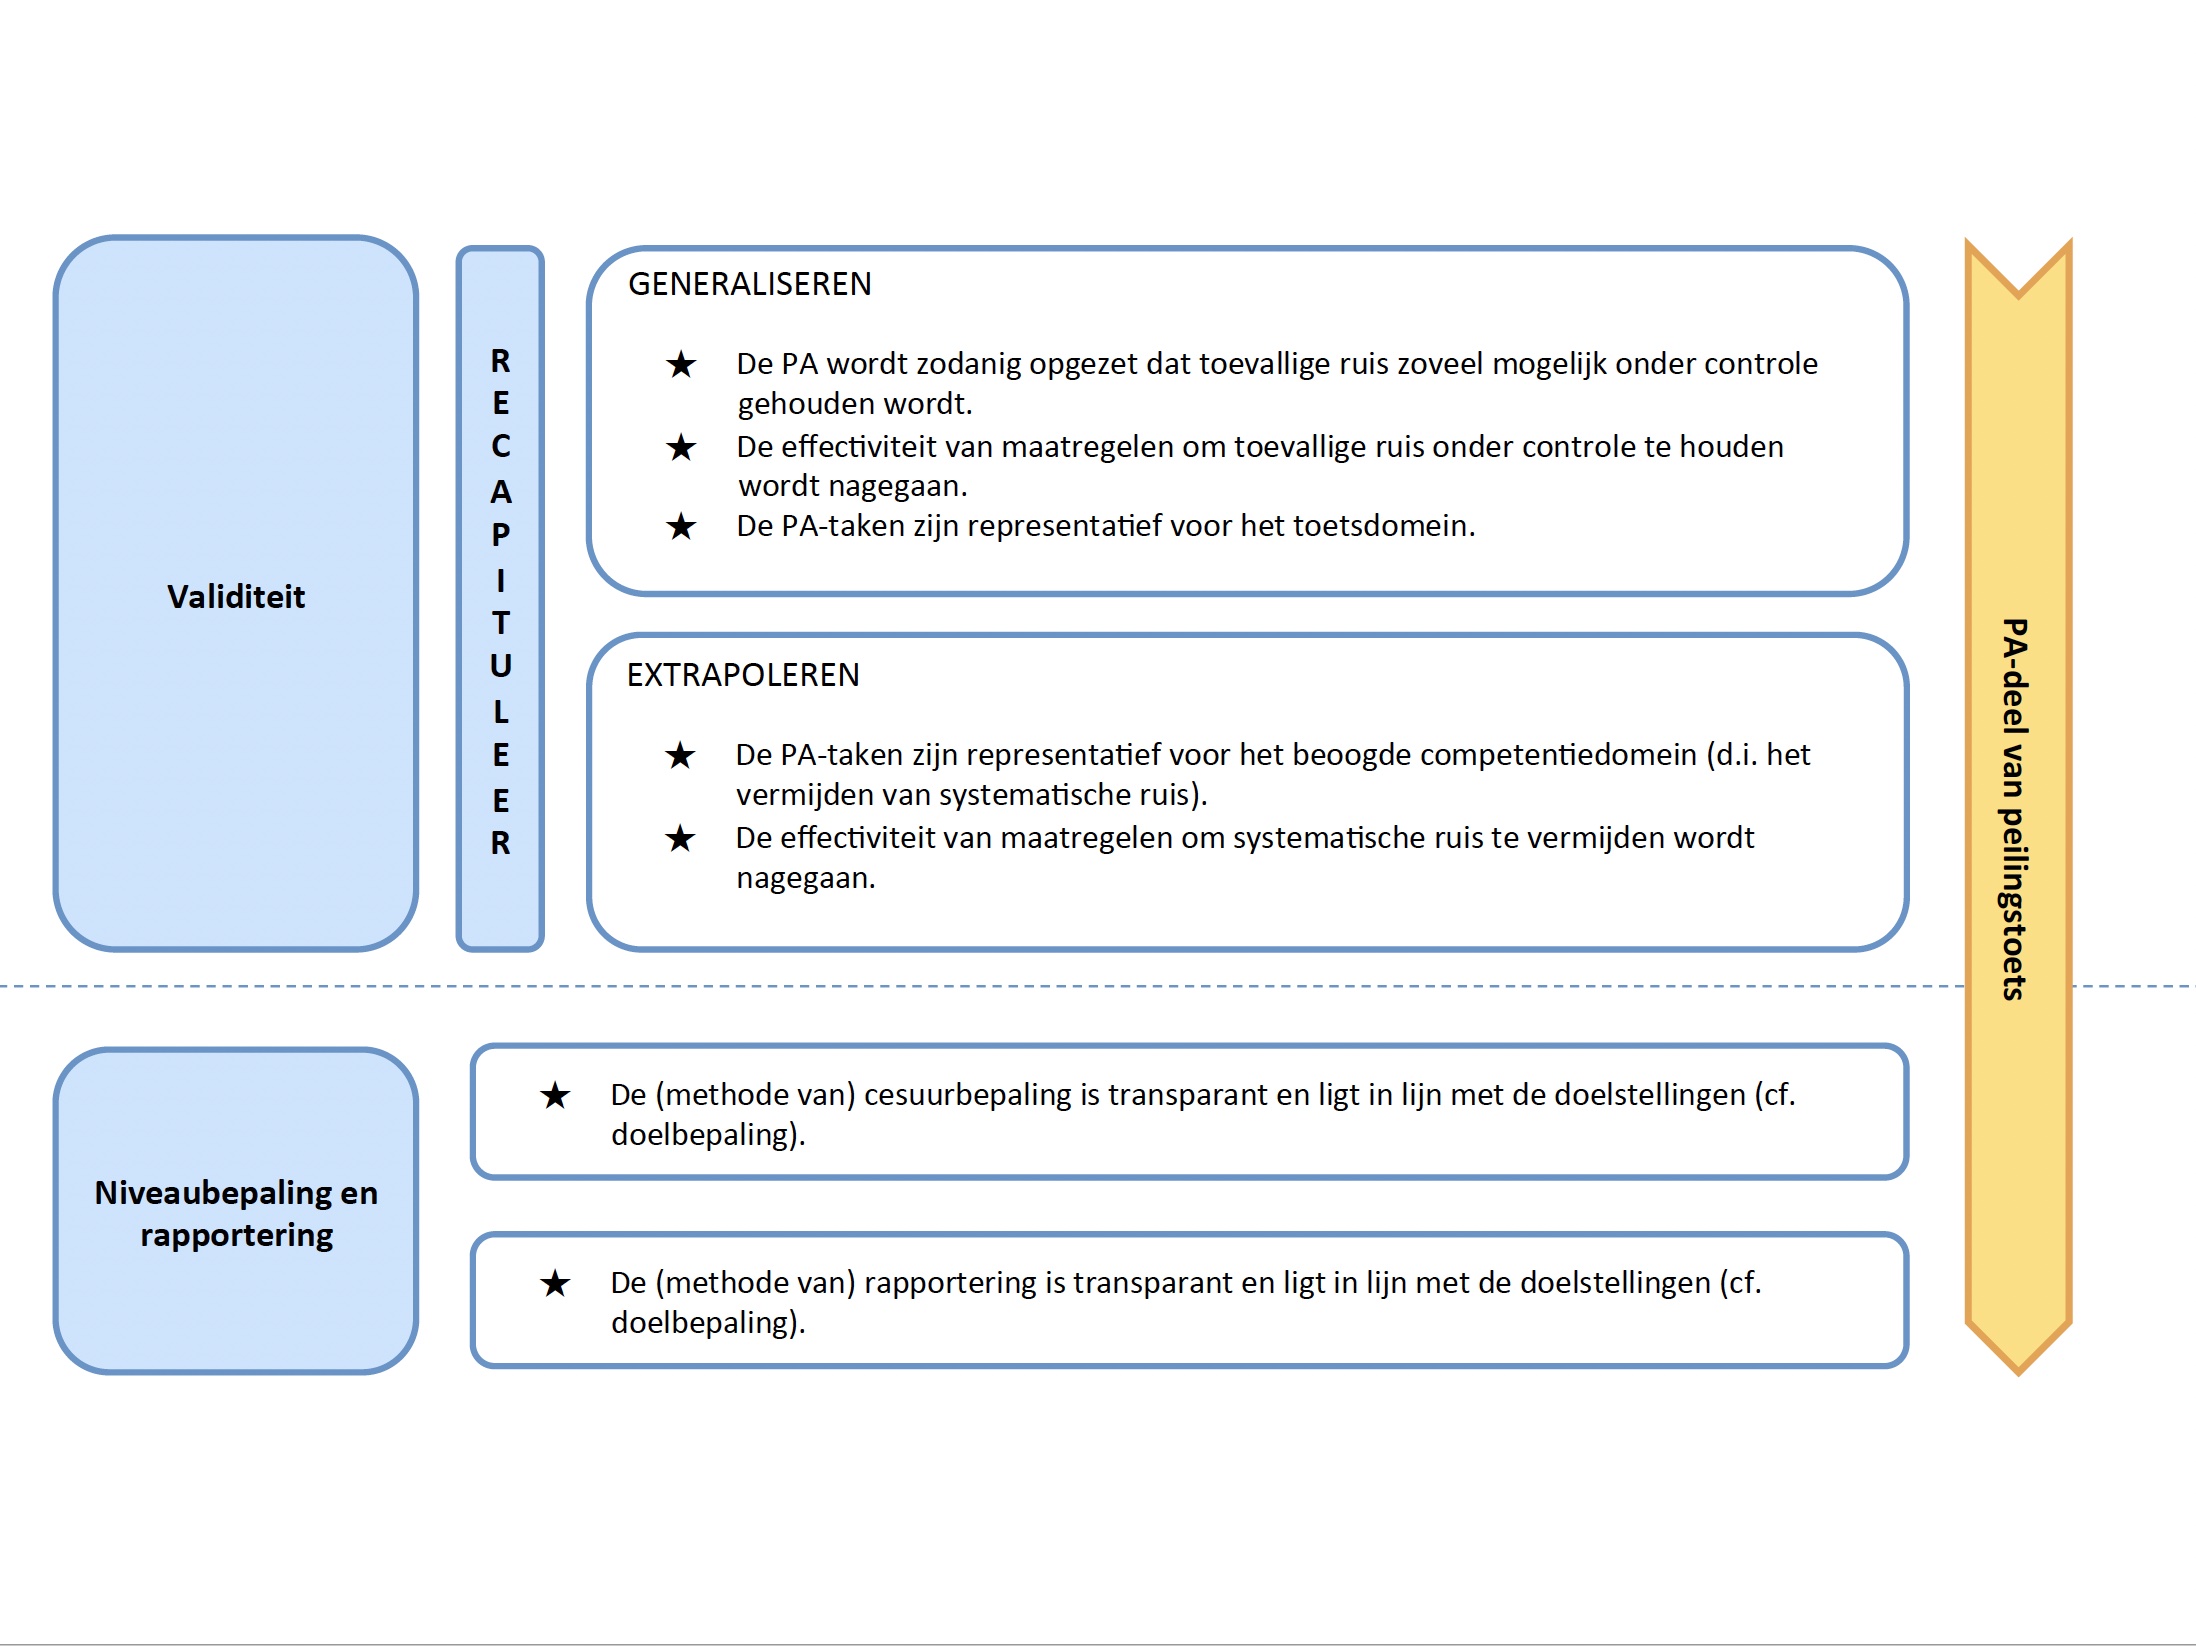 Validiteit
RECAPITULEER
GENERALISEREN
★ De PA wordt zodanig opgezet dat toevallige ruis zoveel mogelijk onder controle
gehouden wordt.
★ De effectiviteit van maatregelen om toevallige ruis onder controle te houden
wordt nagegaan.
★ De PA-taken zijn representatief voor het toetsdomein.
EXTRAPOLEREN
★ De PA-taken zijn representatief voor het beoogde competentiedomein (d.i. het
vermijden van systematische ruis).
★ De effectiviteit van maatregelen om systematische ruis te vermijden wordt
nagegaan.
PA-deel van peilingstoets
Niveaubepaling en
rapportering
★ De (methode van) cesuurbepaling is transparant en ligt in lijn met de doelstellingen (cf.
doelbepaling).
★ De (methode van) rapportering is transparant en ligt in lijn met de doelstellingen (cf.
doelbepaling).